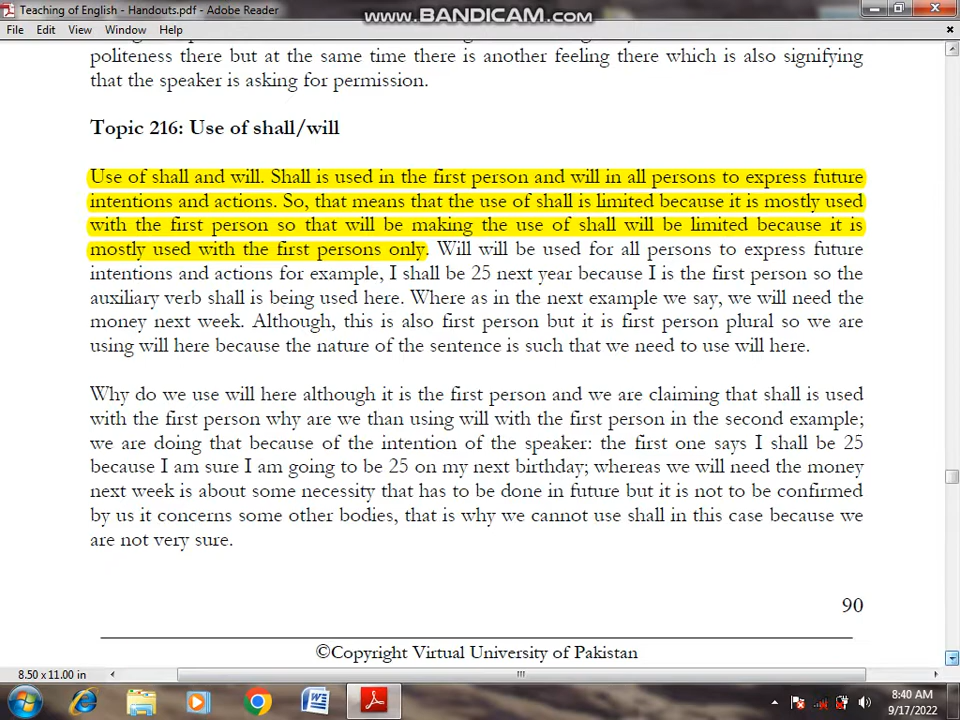 Teaching of English - Handouts.pdf - Adobe Reader
www.BANDICAM.com
File Edit View Window Help
politeness there but at the same time there is another feeling there which is also signifying
that the speaker is asking for permission.
Topic 216: Use of shall/will
Use of shall and will. Shall is used in the first person and will in all persons to express future
intentions and actions. So, that means that the use of shall is limited because it is mostly used
with the first person so that will be making the use of shall will be limited because it is
mostly used with the first persons only. Will will be used for all persons to express future
intentions and actions for example, I shall be 25 next year because I is the first person so the
auxiliary verb shall is being used here. Where as in the next example we say, we will need the
money next week. Although, this is also first person but it is first person plural so we are
using will here because the nature of the sentence is such that we need to use will here.
Why do we use will here although it is the first person and we are claiming that shall is used
with the first person why are we than using will with the first person in the second example;
we are doing that because of the intention of the speaker: the first one says I shall be 25
because I am sure I am going to be 25 on my next birthday; whereas we will need the money
next week is about some necessity that has to be done in future but it is not to be confirmed
by us it concerns some other bodies, that is why we cannot use shall in this case because we
are not very sure.
90
©Copyright Virtual University of Pakistan
8.50 x 11.00 in
8:40 AM
9/17/2022